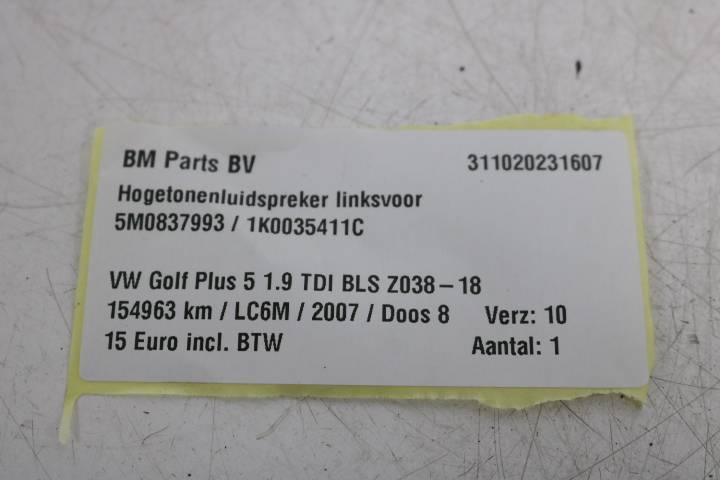 BM Parts BV 311020231607
Hogetonenluidspreker linksvoor
5M0837993 / 1K0035411C
VW Golf Plus 5 1.9 TDI BLS Z038-18
154963 km / LC6M / 2007 / Doos 8 Verz: 10
15 Euro incl. BTW Aantal: 1